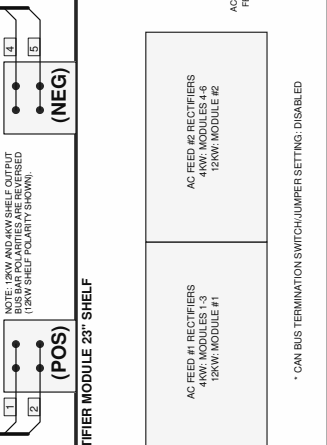 4
5
(NEG)
NOTE: 12KW AND 4KW SHELF OUTPUT
BUS BAR POLARITIES ARE REVERSED
(12KW SHELF POLARITY SHOWN).
1
2
(POS)
TIFIER MODULE 23" SHELF
AC
AC FEED #2 RECTIFIERS
4KW: MODULES 4-6
12KW: MODULE #2
AC FEED #1 RECTIFIERS
4KW: MODULES 1-3
12KW: MODULE #1
* CAN BUS TERMINATION SWITCH/JUMPER SETTING: DISABLED